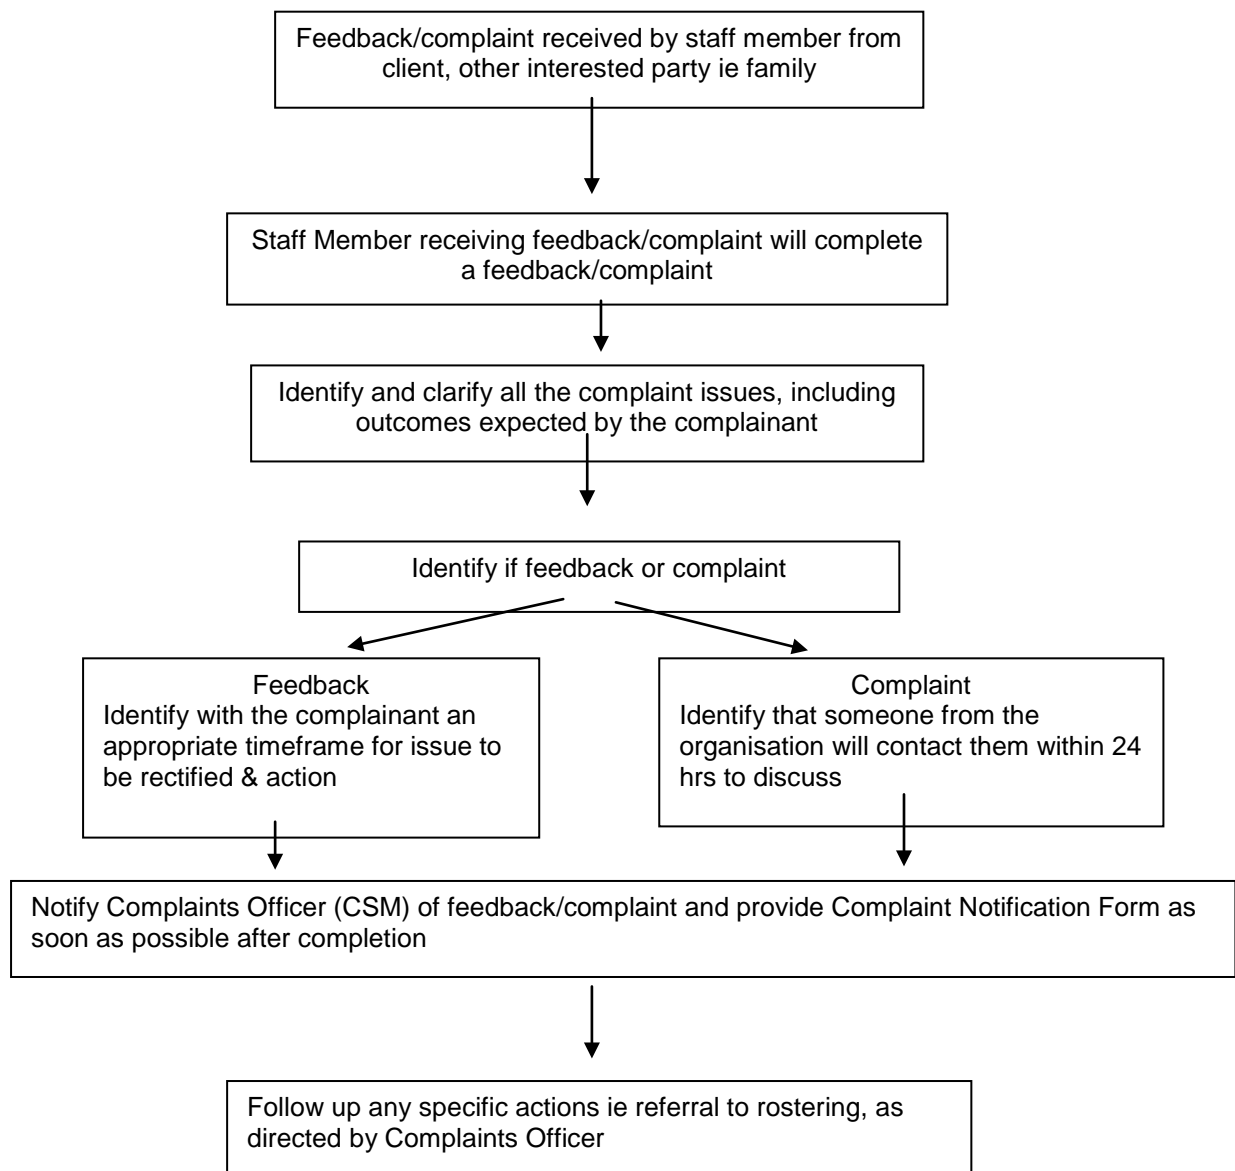 Feedback/complaint received by staff member from
client, other interested party ie family
Staff Member receiving feedback/complaint will complete
a feedback/complaint
Identify and clarify all the complaint issues, including
outcomes expected by the complainant
Identify if feedback or complaint
Feedback
Identify with the complainant an
appropriate timeframe for issue to
be rectified & action
Complaint
Identify that someone from the
organisation will contact them within 24
hrs to discuss
Notify Complaints Officer (CSM) of feedback/complaint and provide Complaint Notification Form as
soon as possible after completion
Follow up any specific actions ie referral to rostering, as
directed by Complaints Officer